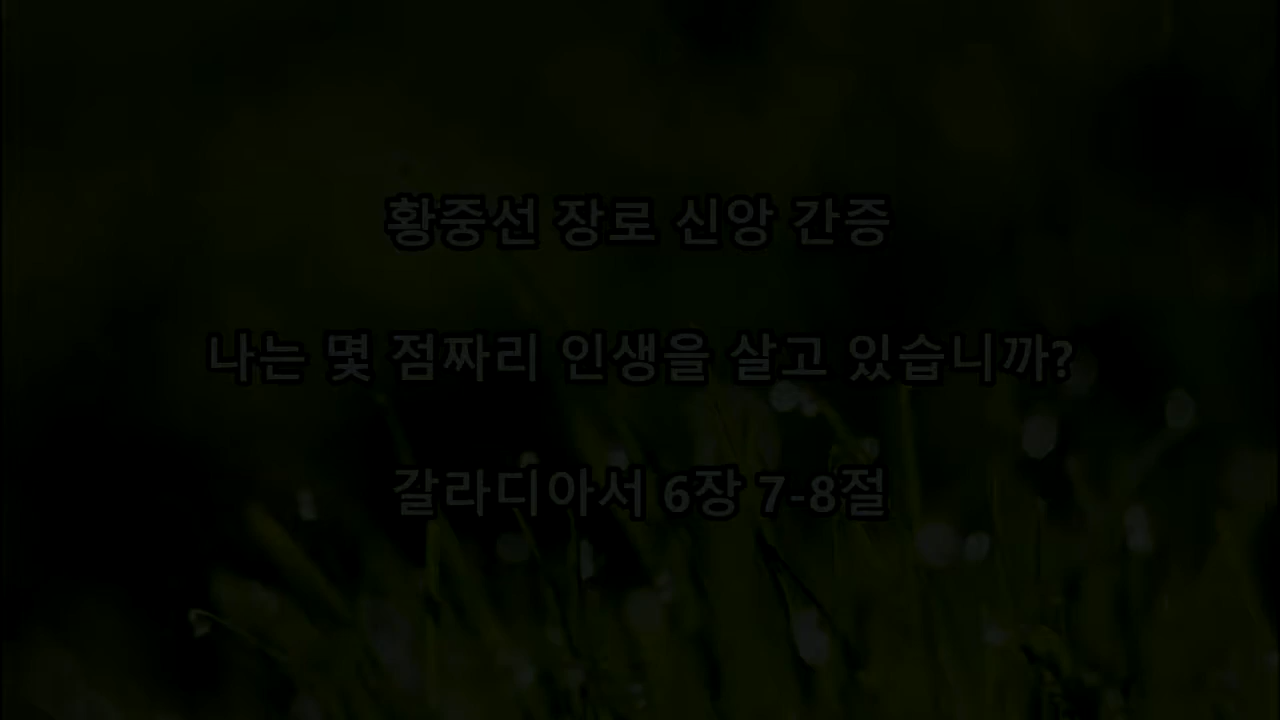 황중선 장로 신앙 간증
나는 몇 점짜리 인생을 살고 있습니까?
갈라디아서 6장 7-8절